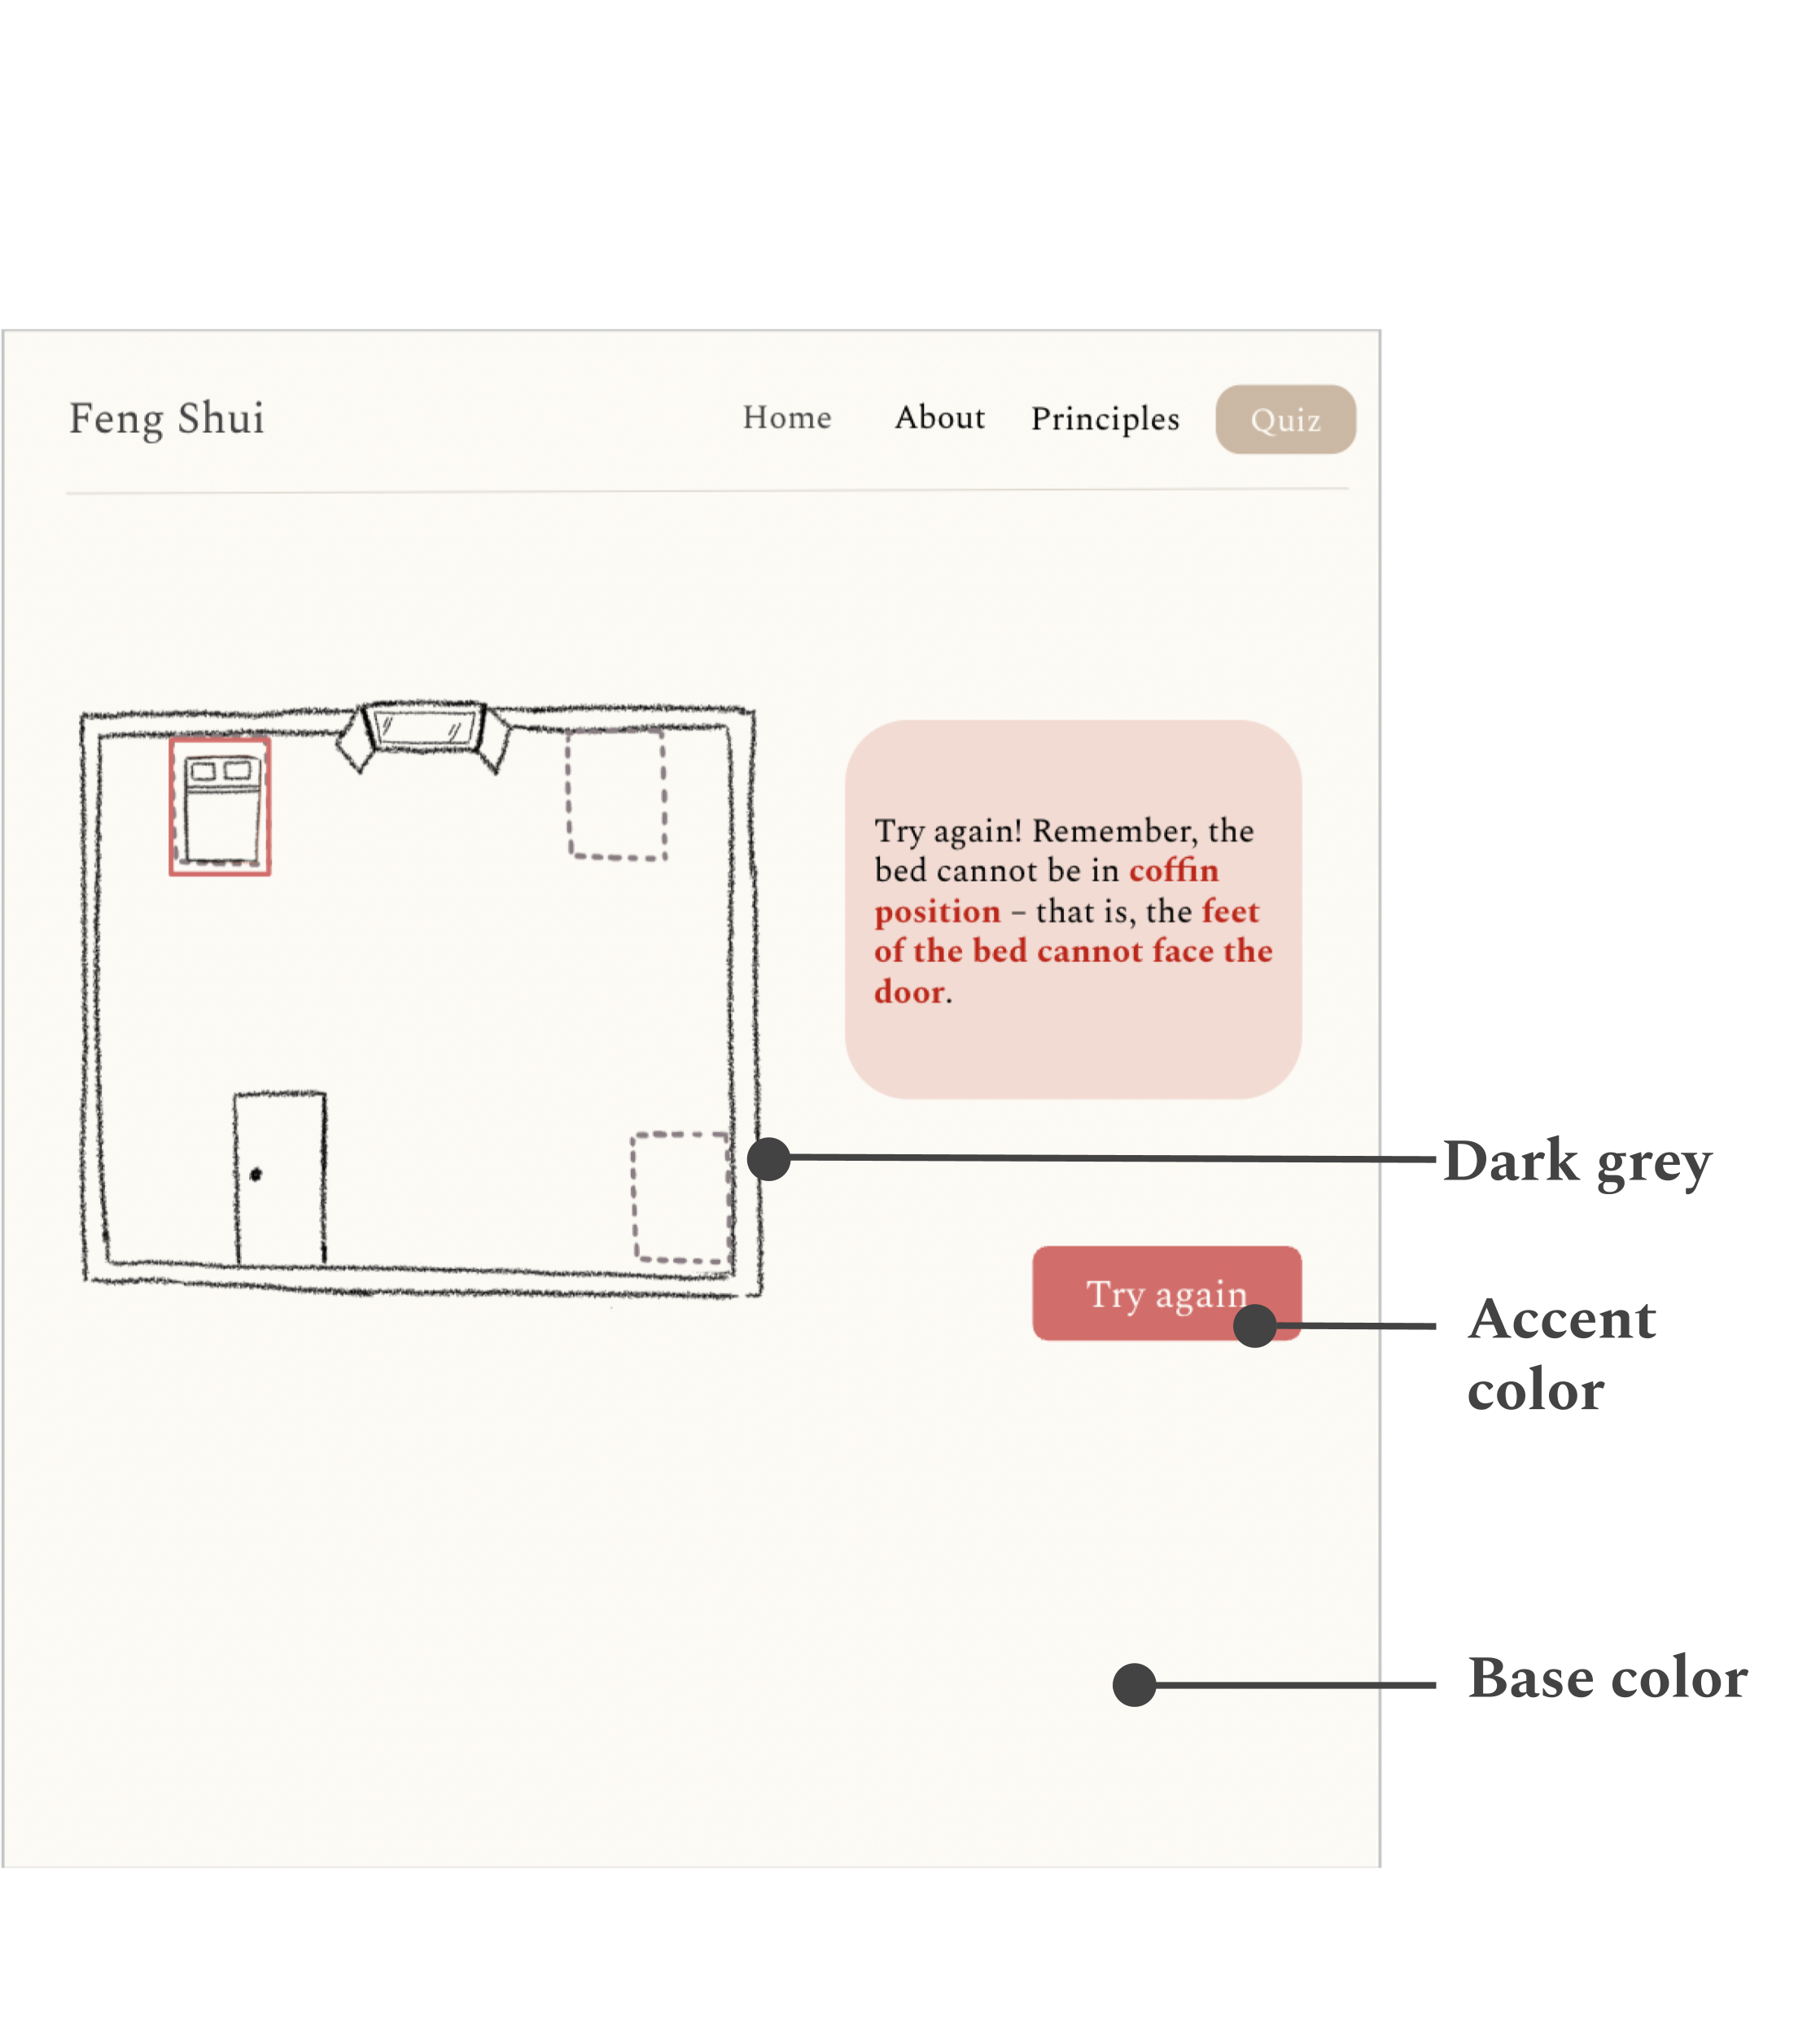 Feng Shui
Home About Principles Quiz
Try again! Remember, the
bed cannot be in coffin
position – that is, the feet
of the bed cannot face the
door.
Dark grey
Try again
Accent
color
Base color